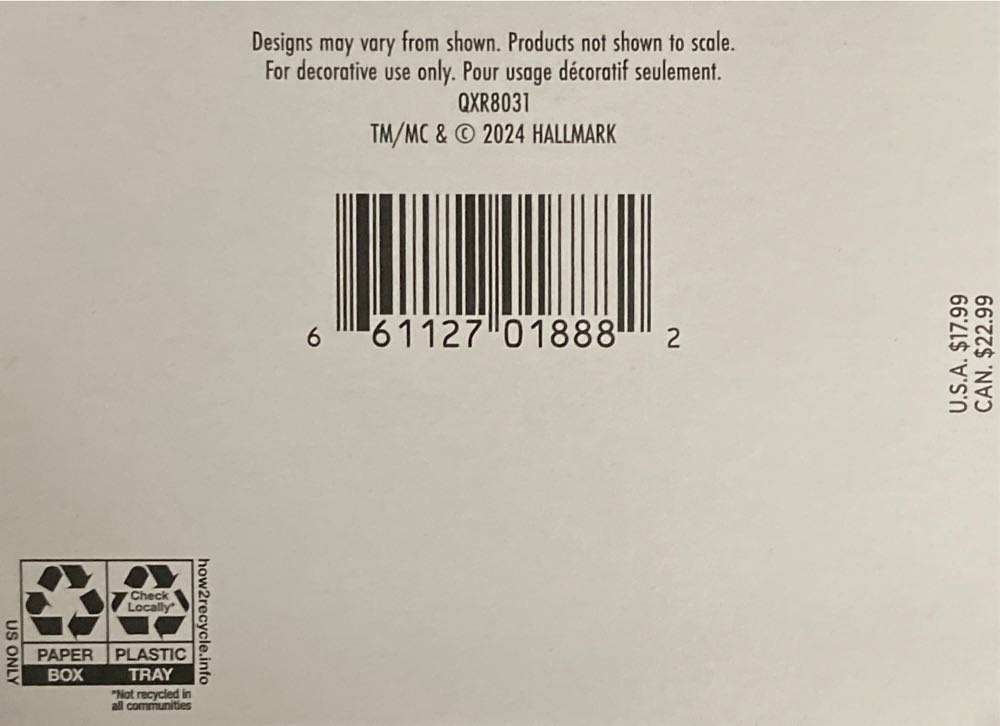 Designs may vary from shown. Products not shown to scale.
For decorative use only. Pour usage décoratif seulement.
QXR8031
TM/MC & © 2024 HALLMARK
6 61127 01888 2
U.S.A. $17.99
CAN. $22.99
US ONLY
Check
Locally*
PAPER
BOX
PLASTIC
TRAY
*Not recycled in
all communities
how2recycle.info